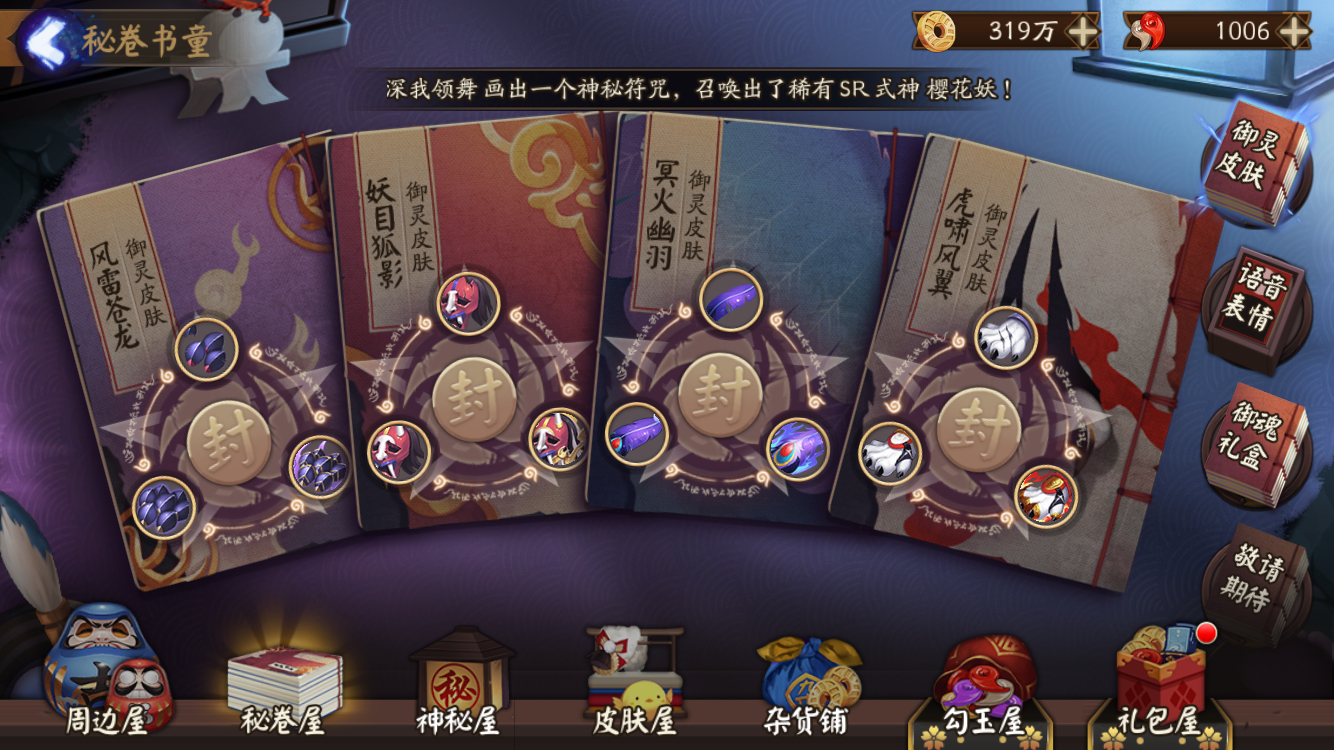 秘卷书童
319万
1006
深我领舞 画出一个神秘符咒，召唤出了稀有 SR 式神 樱花妖！
御灵皮肤
风雷苍龙
封
御灵皮肤
妖目狐影
封
御灵皮肤
冥火幽羽
封
御灵皮肤
虎啸风翼
封
御灵
皮肤
语音
表情
御魂
礼盒
敬请
期待
周边屋
秘卷屋
秘
神秘屋
皮肤屋
杂货铺
勾玉屋
礼包屋